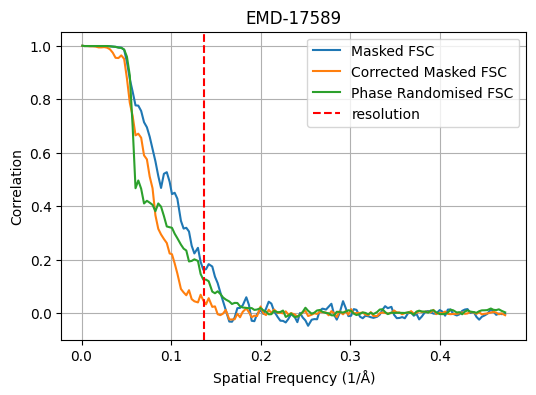 EMD-17589
Masked FSC
Corrected Masked FSC
Phase Randomised FSC
resolution
Correlation
1.0
0.8
0.6
0.4
0.2
0.0
0.0 0.1 0.2 0.3 0.4
Spatial Frequency (1/Å)